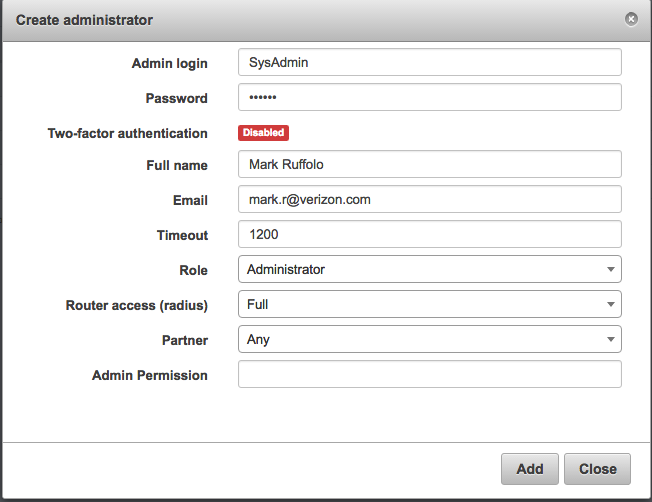 Create administrator
Admin login SysAdmin
Password ••••••
Two-factor authentication Disabled
Full name Mark Ruffolo
Email mark.r@verizon.com
Timeout 1200
Role Administrator
Router access (radius) Full
Partner Any
Admin Permission
Add Close